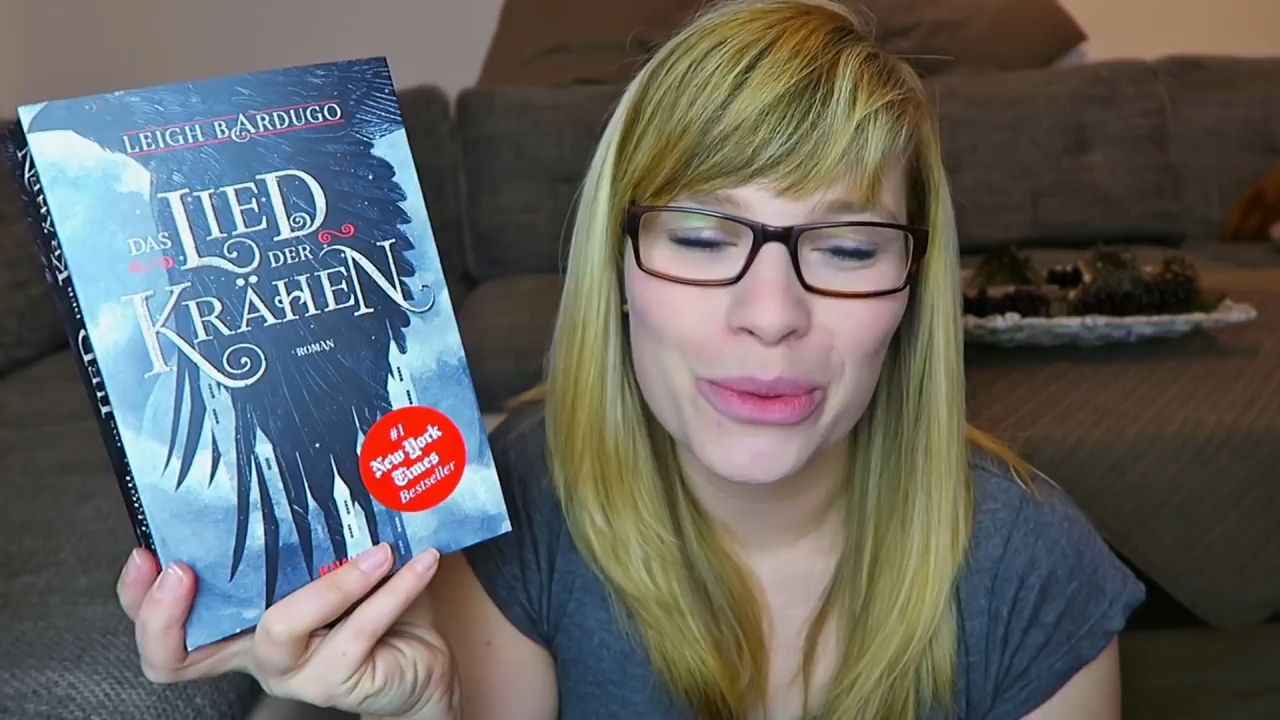 LEIGH BARDUGO
DAS LIED
DER
KRÄHEN
ROMAN
#1
New York
Times
Bestseller